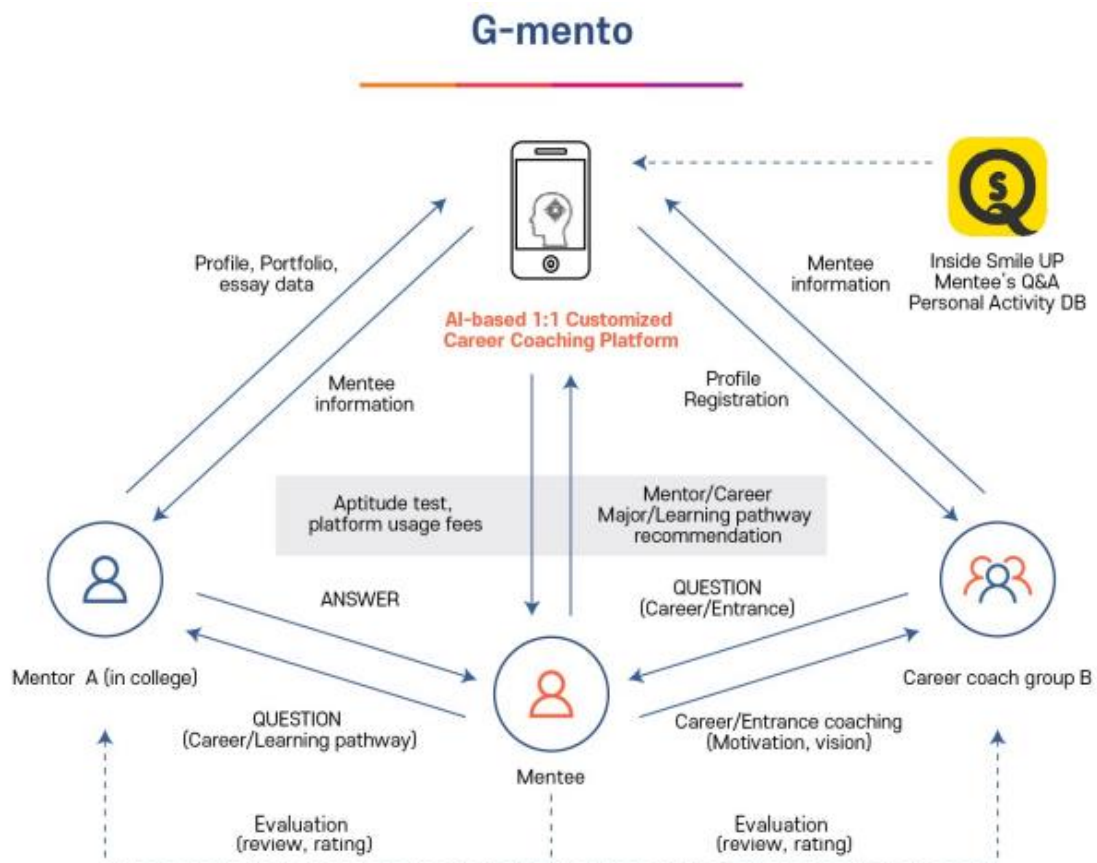 G-mento
Profile, Portfolio,
essay data
Mentee
information
Inside Smile UP
Mentee's Q&A
Personal Activity DB
AI-based 1:1 Customized
Career Coaching Platform
Mentee
information
Profile
Registration
Aptitude test,
platform usage fees
Mentor/Career
Major/Learning pathway
recommendation
ANSWER
QUESTION
(Career/Entrance)
Mentor A (in college)
Career coach group B
QUESTION
(Career/Learning pathway)
Career/Entrance coaching
(Motivation, vision)
Mentee
Evaluation
(review, rating)
Evaluation
(review, rating)